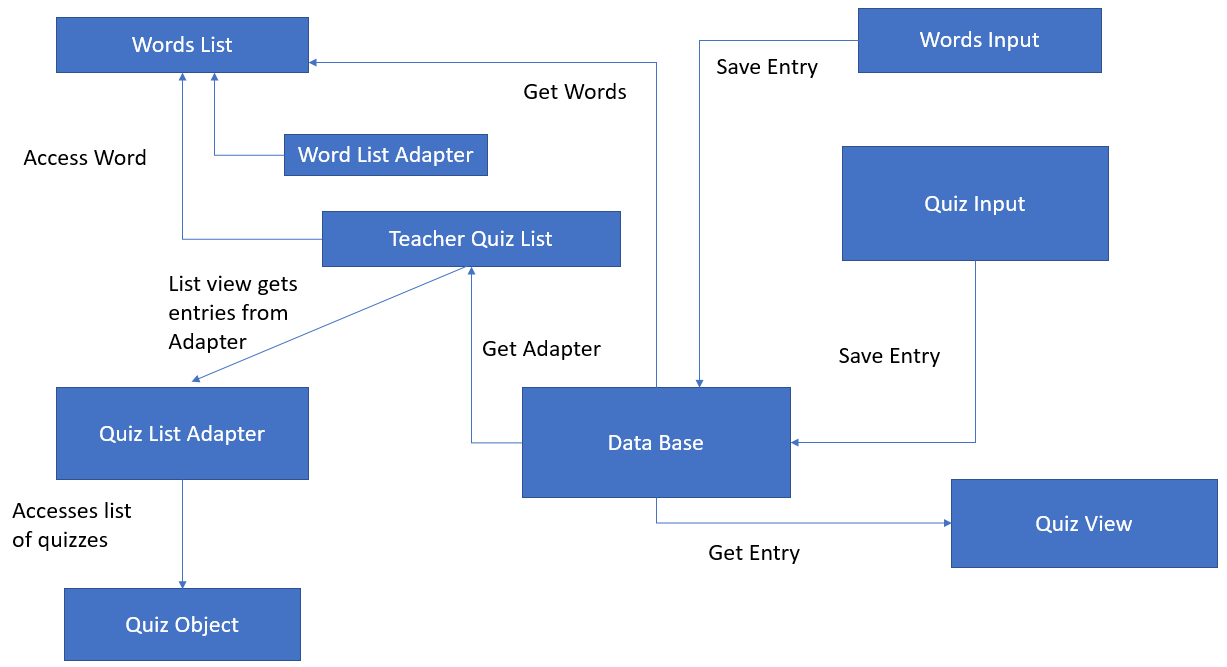 Words List
Words Input
Save Entry
Get Words
Access Word
Word List Adapter
Quiz Input
Teacher Quiz List
List view gets
entries from
Adapter
Get Adapter
Save Entry
Quiz List Adapter
Data Base
Accesses list
of quizzes
Quiz View
Get Entry
Quiz Object